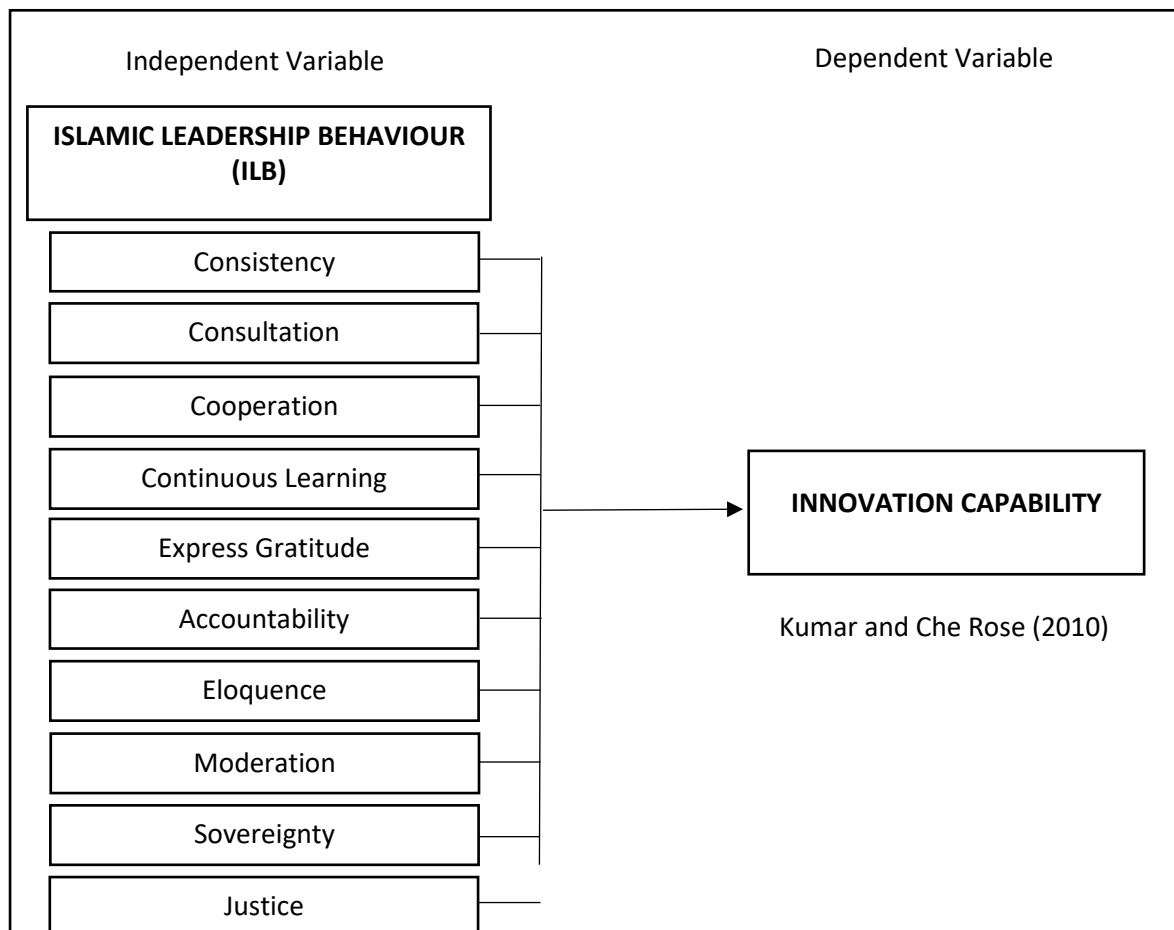 Independent Variable
Dependent Variable
ISLAMIC LEADERSHIP BEHAVIOUR
(ILB)
Consistency
Consultation
Cooperation
Continuous Learning
Express Gratitude
Accountability
Eloquence
Moderation
Sovereignty
Justice
INNOVATION CAPABILITY
Kumar and Che Rose (2010)